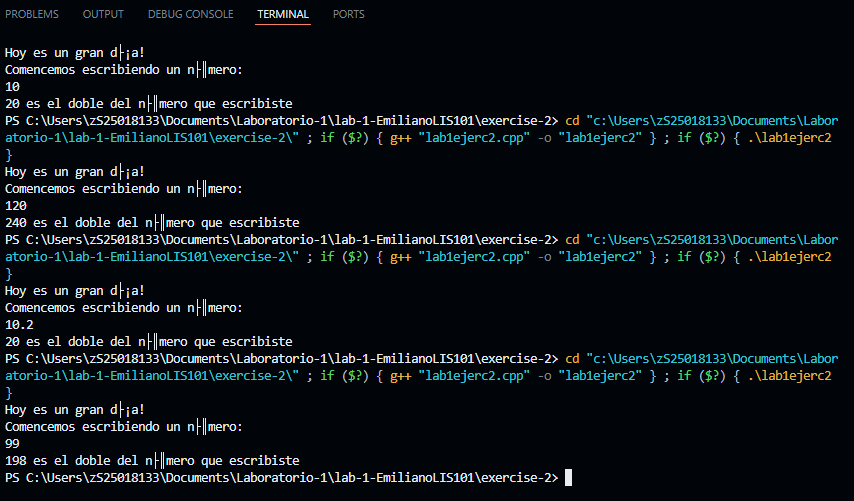 PROBLEMS OUTPUT DEBUG CONSOLE TERMINAL PORTS
Hoy es un gran d├¡a!
Comencemos escribiendo un n├║mero:
10
20 es el doble del n├║mero que escribiste
PS C:\Users\zS25018133\Documents\Laboratorio-1\lab-1-EmilianoLIS101\exercise-2> cd "c:\Users\zS25018133\Documents\Labor
atorio-1\lab-1-EmilianoLIS101\exercise-2\" ; if ($?) { g++ "lab1ejerc2.cpp" -o "lab1ejerc2" } ; if ($?) { .\lab1ejerc2
}
Hoy es un gran d├¡a!
Comencemos escribiendo un n├║mero:
120
240 es el doble del n├║mero que escribiste
PS C:\Users\zS25018133\Documents\Laboratorio-1\lab-1-EmilianoLIS101\exercise-2> cd "c:\Users\zS25018133\Documents\Labor
atorio-1\lab-1-EmilianoLIS101\exercise-2\" ; if ($?) { g++ "lab1ejerc2.cpp" -o "lab1ejerc2" } ; if ($?) { .\lab1ejerc2
}
Hoy es un gran d├¡a!
Comencemos escribiendo un n├║mero:
10.2
20 es el doble del n├║mero que escribiste
PS C:\Users\zS25018133\Documents\Laboratorio-1\lab-1-EmilianoLIS101\exercise-2> cd "c:\Users\zS25018133\Documents\Labor
atorio-1\lab-1-EmilianoLIS101\exercise-2\" ; if ($?) { g++ "lab1ejerc2.cpp" -o "lab1ejerc2" } ; if ($?) { .\lab1ejerc2
}
Hoy es un gran d├¡a!
Comencemos escribiendo un n├║mero:
99
198 es el doble del n├║mero que escribiste
PS C:\Users\zS25018133\Documents\Laboratorio-1\lab-1-EmilianoLIS101\exercise-2>